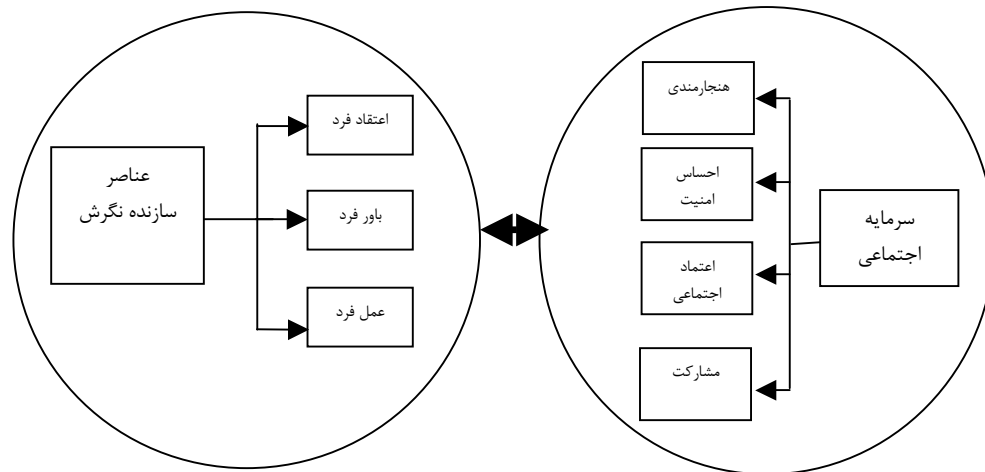 سرمایه
اجتماعی
هنجارمندی
احساس
امنیت
اعتماد
اجتماعی
مشارکت
عناصر
سازنده نگرش
اعتقاد فرد
باور فرد
عمل فرد